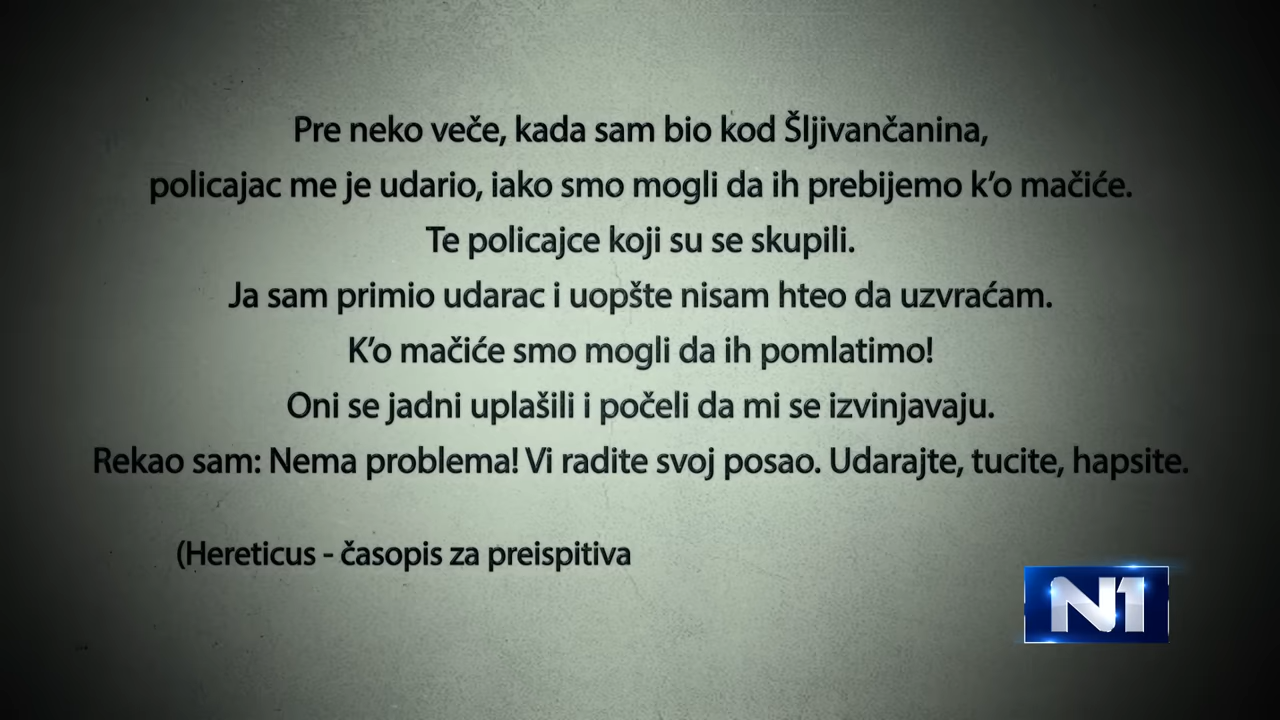 Pre neko veče, kada sam bio kod Šljivančanina,
policajac me je udario, iako smo mogli da ih prebijemo k’o mačiće.
Te policajce koji su se skupili.
Ja sam primio udarac i uopšte nisam hteo da uzvraćam.
K’o mačiće smo mogli da ih pomlatimo!
Oni se jadni uplašili i počeli da mi se izvinjavaju.
Rekao sam: Nema problema! Vi radite svoj posao. Udarajte, tucite, hapsite.
(Hereticus - časopis za preispitiva
N1